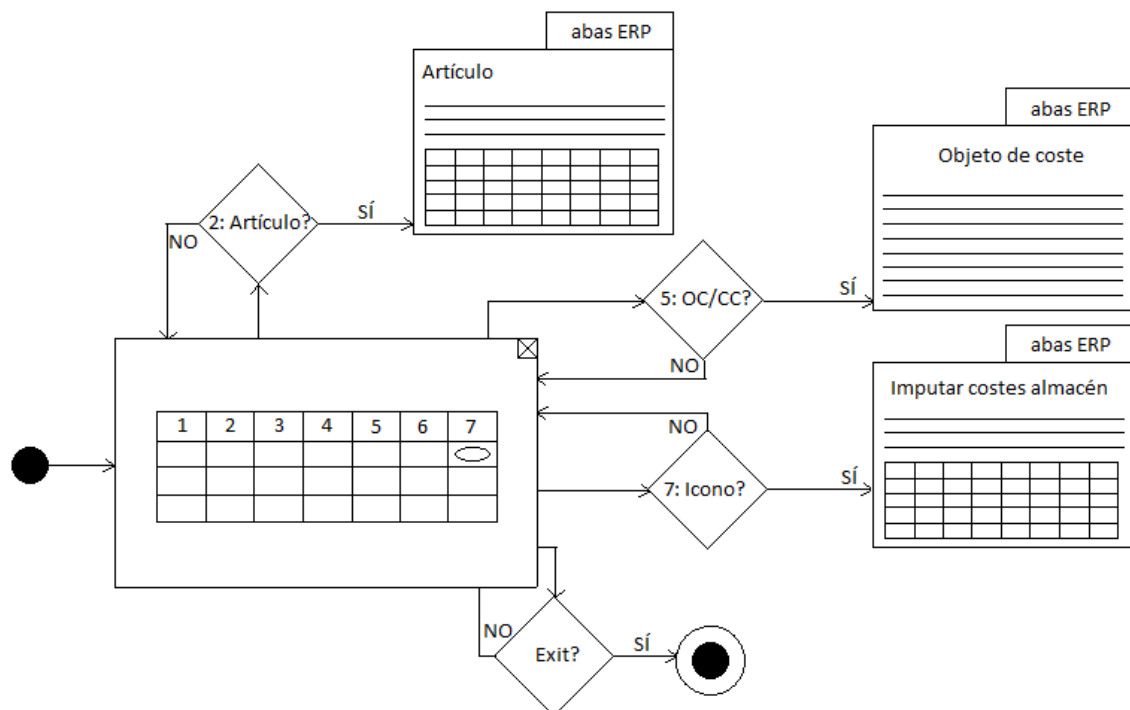 abas ERP
Artículo
abas ERP
Objeto de coste
2: Artículo?
SÍ
NO
5: OC/CC?
SÍ
NO
abas ERP
Imputar costes almacén
1 2 3 4 5 6 7
NO
7: Icono?
SÍ
NO
Exit?
SÍ